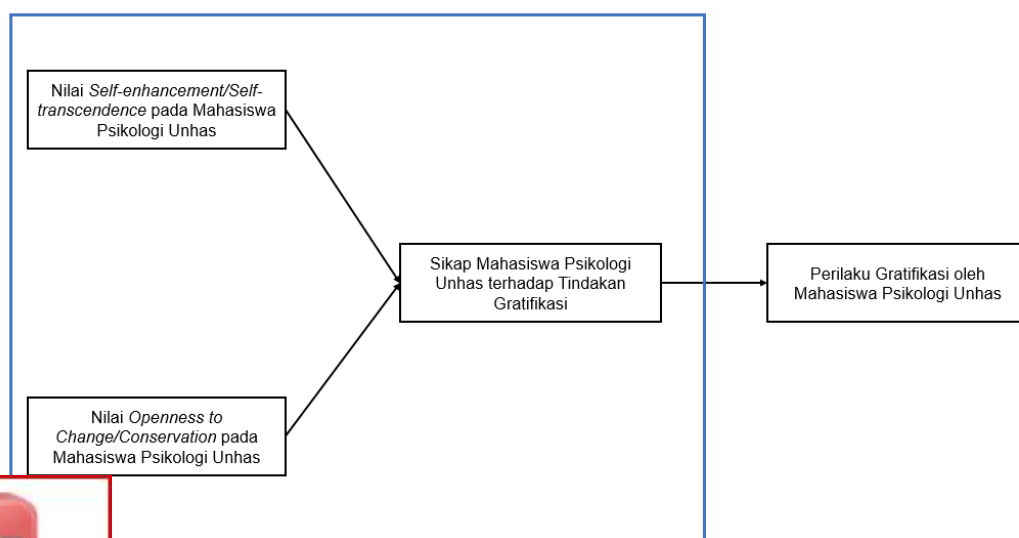 Nilai Self-enhancement/Self-
transcendence pada Mahasiswa
Psikologi Unhas
Sikap Mahasiswa Psikologi
Unhas terhadap Tindakan
Gratifikasi
Perilaku Gratifikasi oleh
Mahasiswa Psikologi Unhas
Nilai Openness to
Change/Conservation pada
Mahasiswa Psikologi Unhas